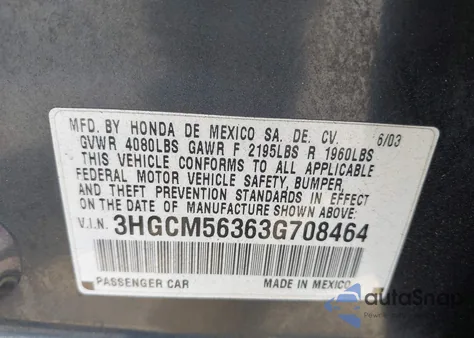 MFD. BY HONDA DE MEXICO SA. DE. CV. 6/03
GVWR 4080LBS GAWR F 2195LBS R 1960LBS
THIS VEHICLE CONFORMS TO ALL APPLICABLE
FEDERAL MOTOR VEHICLE SAFETY, BUMPER,
AND THEFT PREVENTION STANDARDS IN
EFFECT ON THE DATE OF MANUFACTURE SHOWN ABOVE.
V.I.N. 3HGCM56363G708464
PASSENGER CAR MADE IN MEXICO
autoSnap